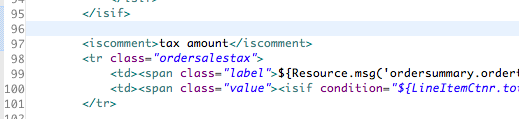 95 </isif>
96
97 <iscomment>tax amount</iscomment>
98 <tr class="ordersalestax">
99 <td><span class="label">${Resource.msg('ordersummary.ordert
100 <td><span class="value"><isif condition="${LineItemCtnr.tot
101 </tr>
102